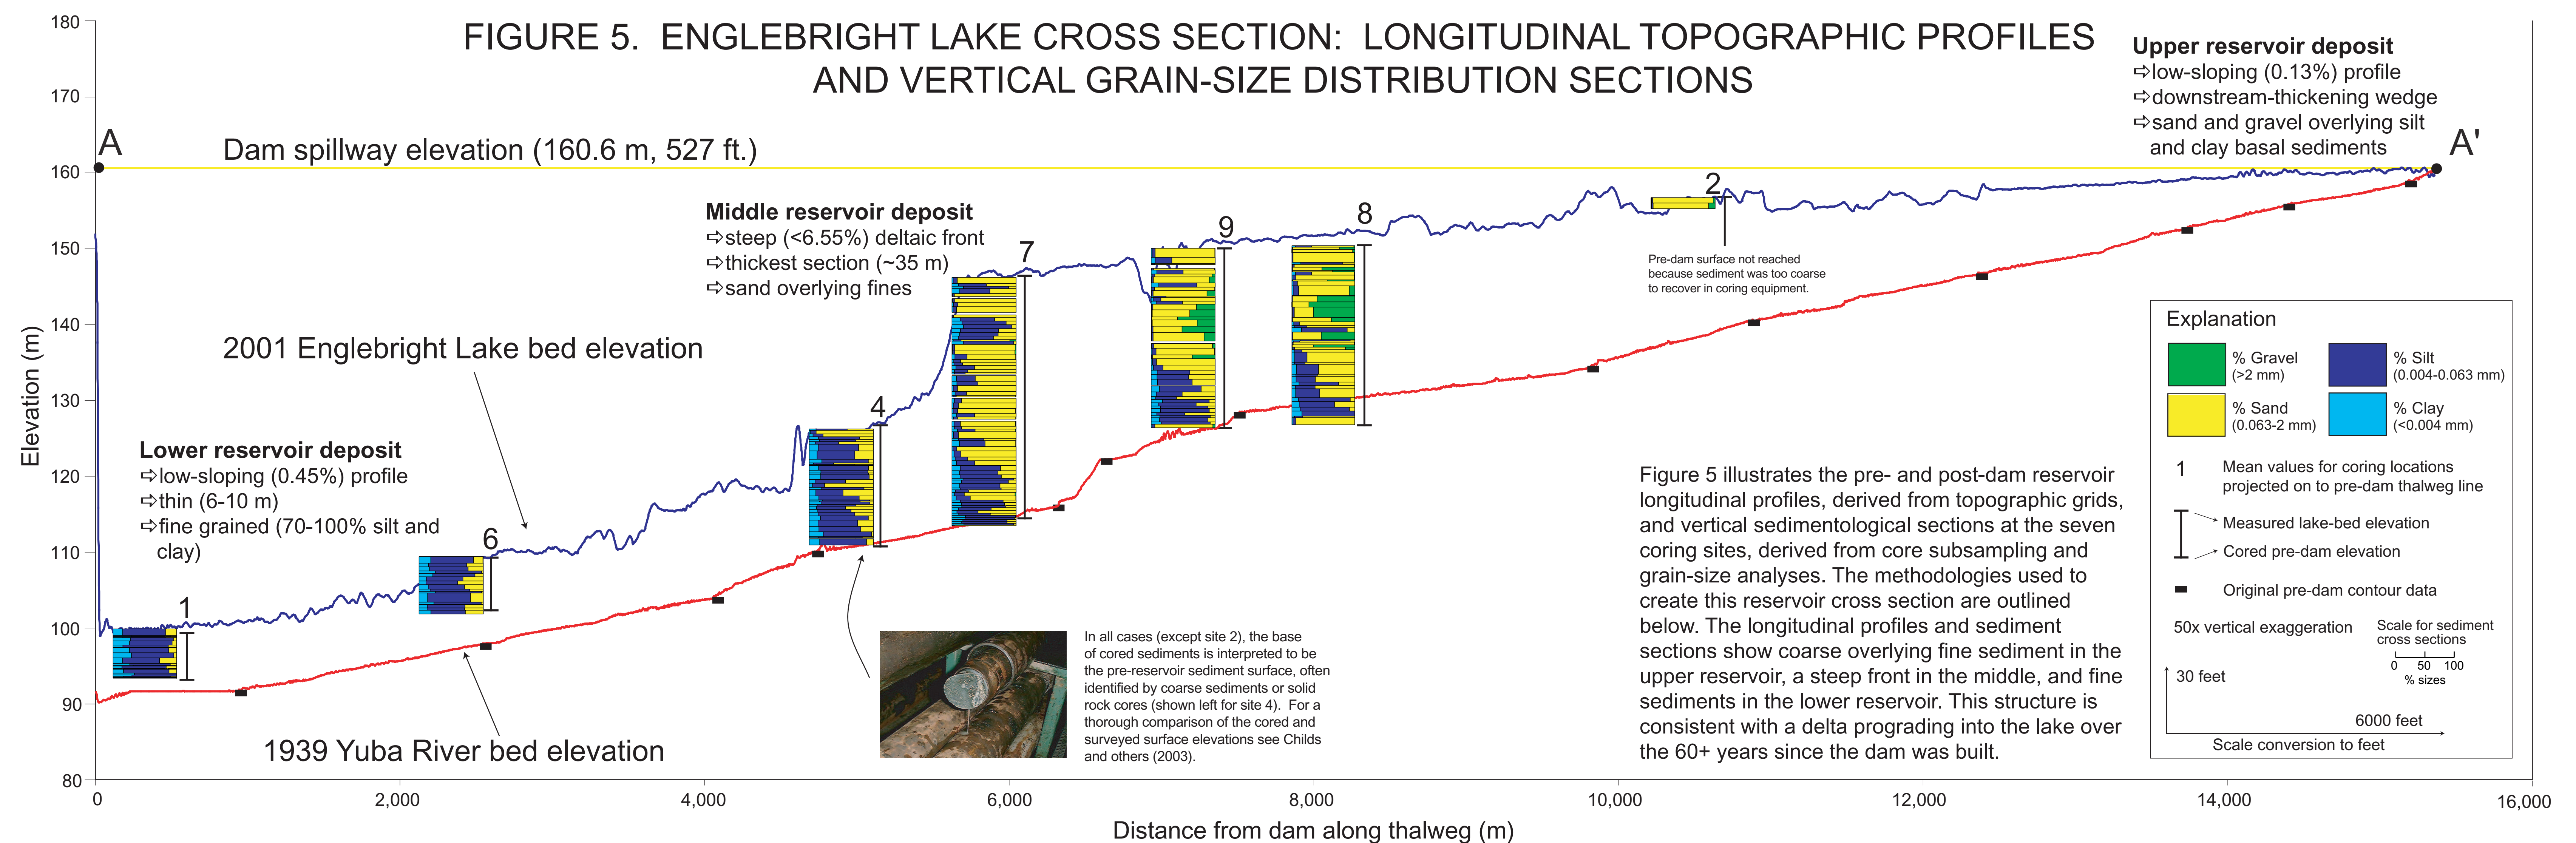 FIGURE 5.  ENGLEBRIGHT LAKE CROSS SECTION:  LONGITUDINAL TOPOGRAPHIC PROFILES
AND VERTICAL GRAIN-SIZE DISTRIBUTION SECTIONS
Upper reservoir deposit
⇨low-sloping (0.13%) profile
⇨downstream-thickening wedge
⇨sand and gravel overlying silt
and clay basal sediments
A
A'
Dam spillway elevation (160.6 m, 527 ft.)
Middle reservoir deposit
⇨steep (<6.55%) deltaic front
⇨thickest section (~35 m)
⇨sand overlying fines
2001 Englebright Lake bed elevation
Lower reservoir deposit
⇨low-sloping (0.45%) profile
⇨thin (6-10 m)
⇨fine grained (70-100% silt and
clay)
1
6
4
7
9
8
2
Pre-dam surface not reached
because sediment was too coarse
to recover in coring equipment.
1939 Yuba River bed elevation
In all cases (except site 2), the base
of cored sediments is interpreted to be
the pre-reservoir sediment surface, often
identified by coarse sediments or solid
rock cores (shown left for site 4).  For a
thorough comparison of the cored and
surveyed surface elevations see Childs
and others (2003).
Figure 5 illustrates the pre- and post-dam reservoir
longitudinal profiles, derived from topographic grids,
and vertical sedimentological sections at the seven
coring sites, derived from core subsampling and
grain-size analyses. The methodologies used to
create this reservoir cross section are outlined
below. The longitudinal profiles and sediment
sections show coarse overlying fine sediment in the
upper reservoir, a steep front in the middle, and fine
sediments in the lower reservoir. This structure is
consistent with a delta prograding into the lake over
the 60+ years since the dam was built.
Explanation
% Gravel
(>2 mm)
% Silt
(0.004-0.063 mm)
% Sand
(0.063-2 mm)
% Clay
(<0.004 mm)
1
Mean values for coring locations
projected on to pre-dam thalweg line
Measured lake-bed elevation
Cored pre-dam elevation
Original pre-dam contour data
50x vertical exaggeration
Scale for sediment
cross sections
0 50 100
% sizes
30 feet
6000 feet
Scale conversion to feet
Elevation (m)
180
170
160
150
140
130
120
110
100
90
80
0 2,000 4,000 6,000 8,000 10,000 12,000 14,000 16,000
Distance from dam along thalweg (m)